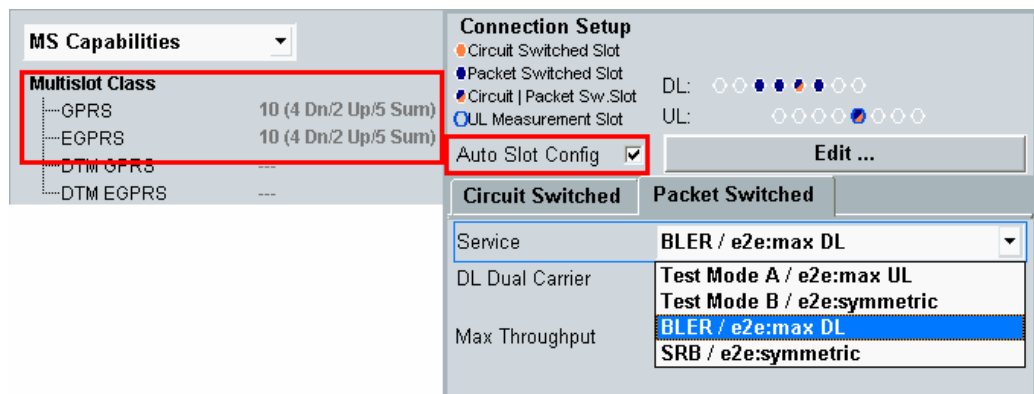 MS Capabilities
Multislot Class
GPRS 10 (4 Dn/2 Up/5 Sum)
EGPRS 10 (4 Dn/2 Up/5 Sum)
DTM GPRS ---
DTM EGPRS ---
Connection Setup
Circuit Switched Slot
Packet Switched Slot
Circuit | Packet Sw.Slot
UL Measurement Slot
DL:
UL:
Auto Slot Config
Edit ...
Circuit Switched Packet Switched
Service BLER / e2e:max DL
DL Dual Carrier
Max Throughput
Test Mode A / e2e:max UL
Test Mode B / e2e:symmetric
BLER / e2e:max DL
SRB / e2e:symmetric